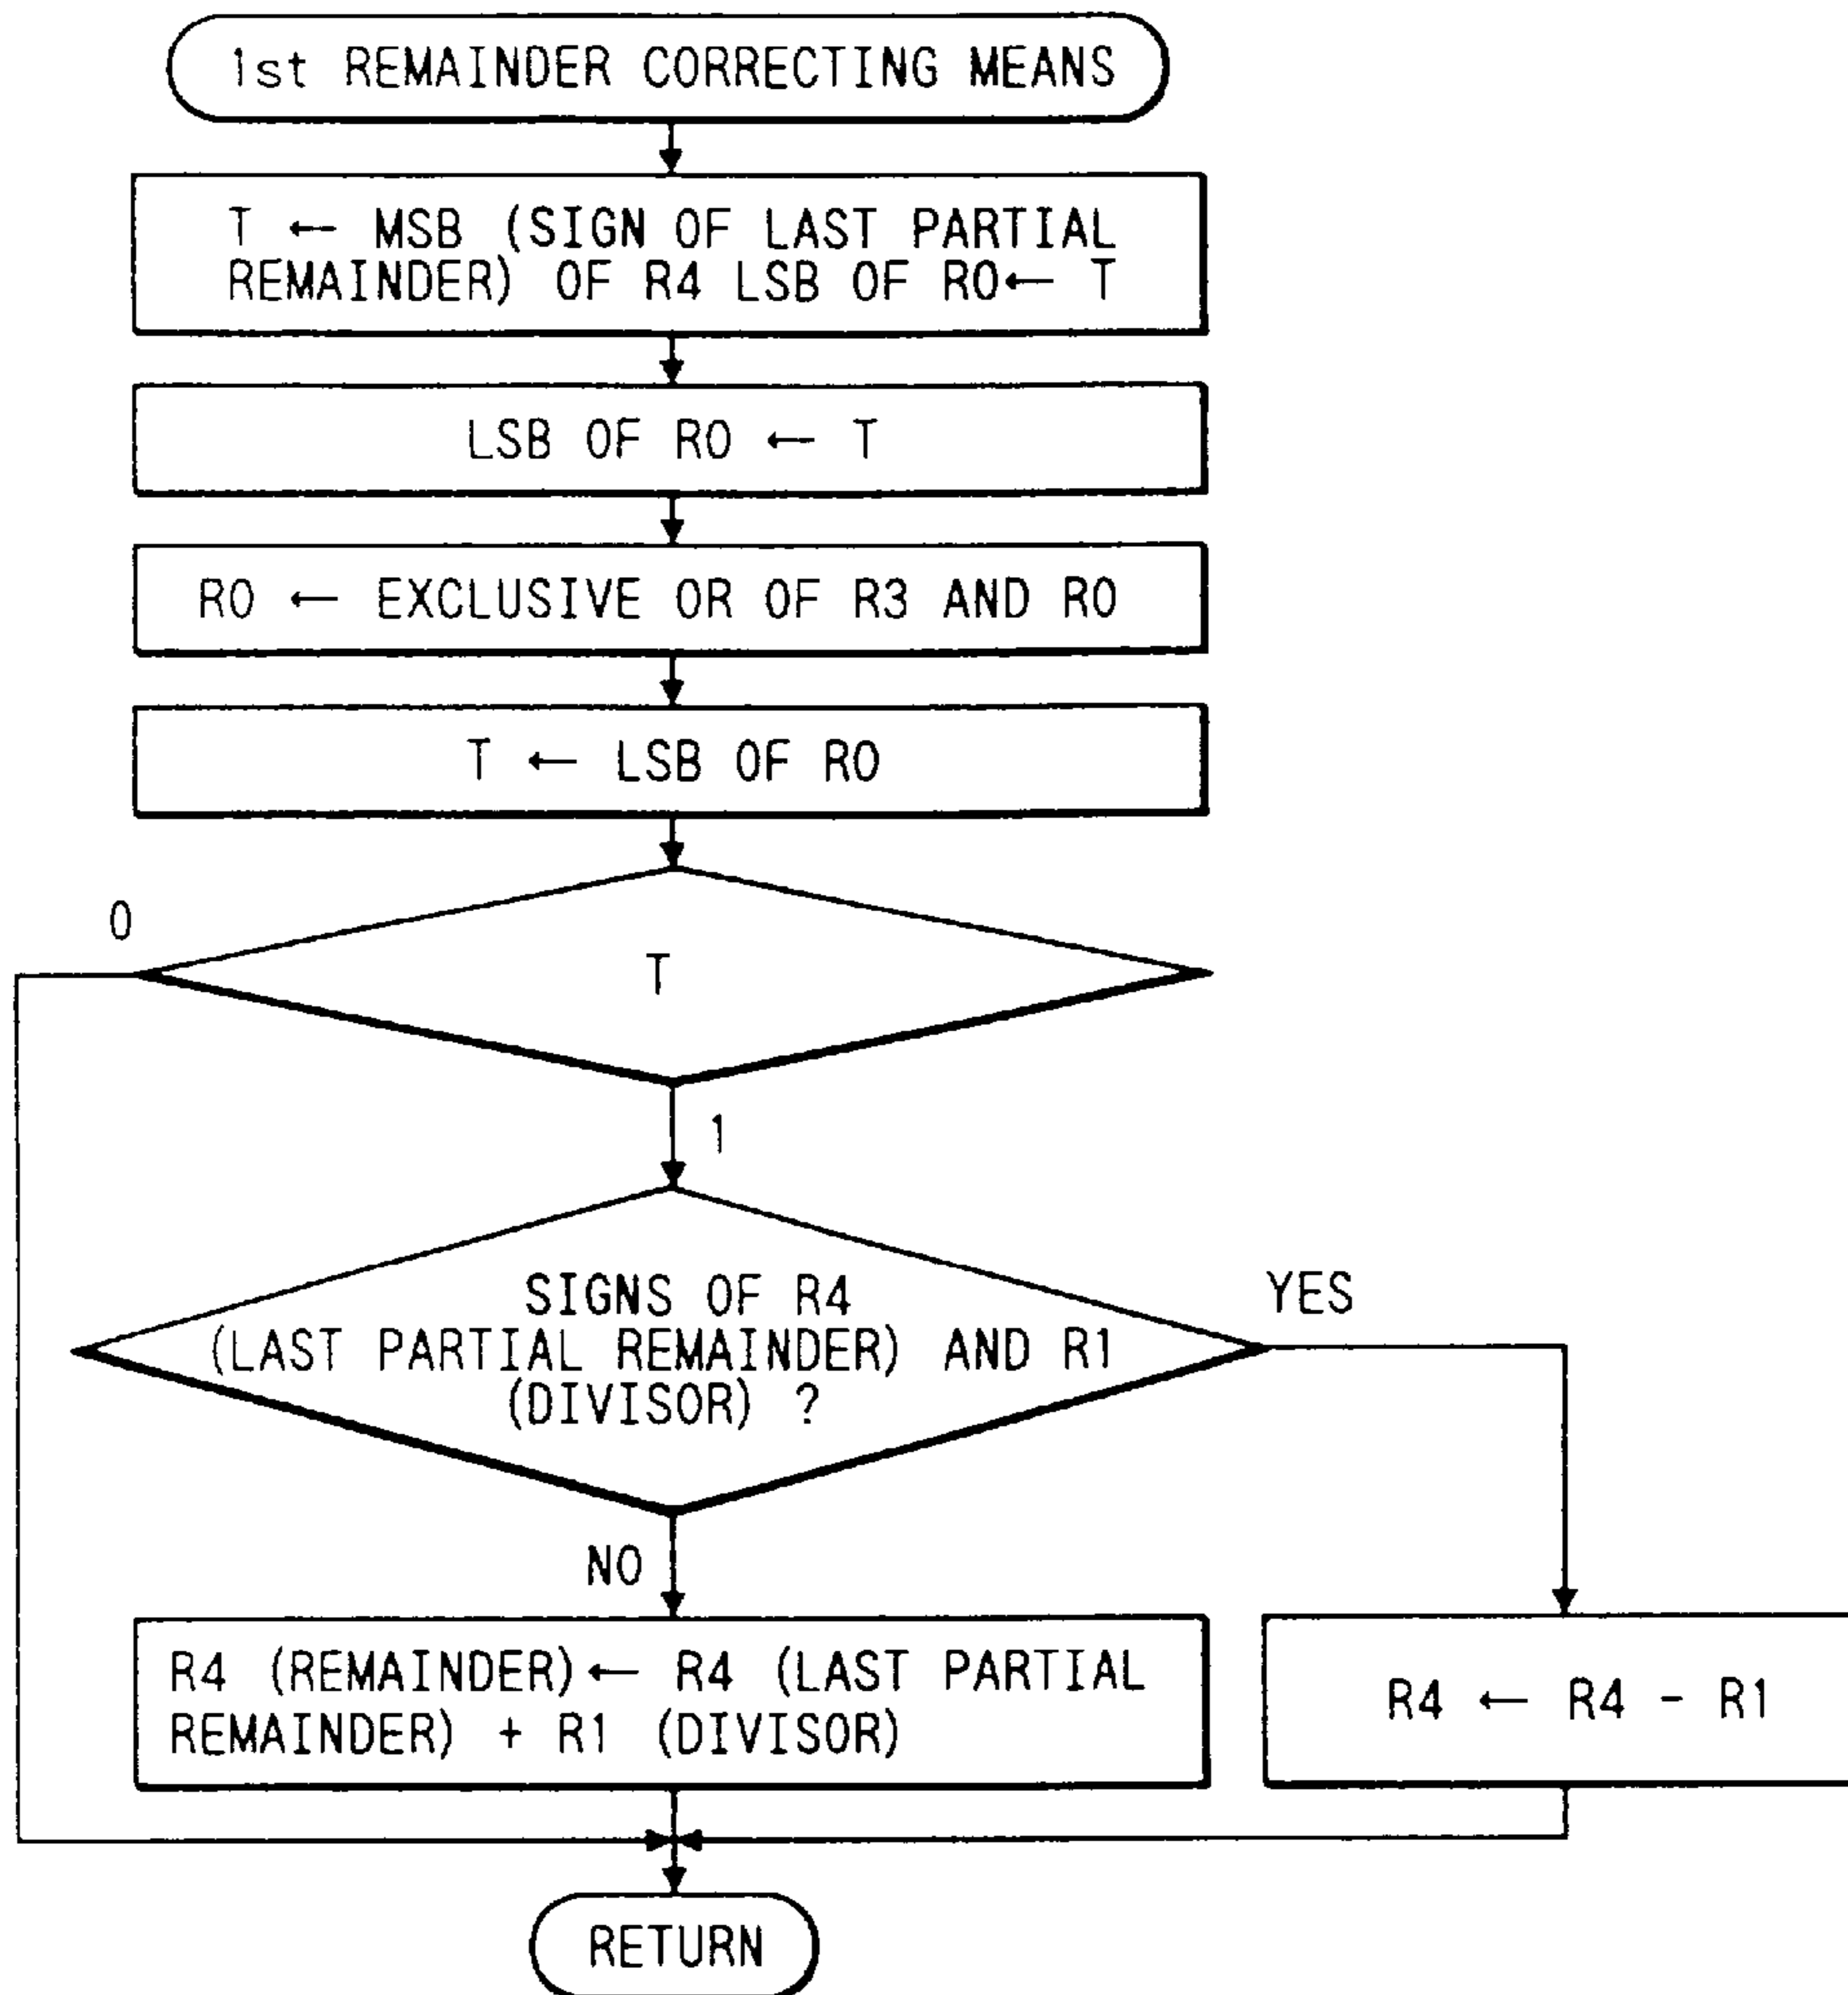 1st REMAINDER CORRECTING MEANS
T ← MSB (SIGN OF LAST PARTIAL
REMAINDER) OF R4 LSB OF R0← T
LSB OF R0 ← T
R0 ← EXCLUSIVE OR OF R3 AND R0
T ← LSB OF R0
0
T
1
SIGNS OF R4
(LAST PARTIAL REMAINDER) AND R1
(DIVISOR) ?
YES
NO
R4 (REMAINDER)← R4 (LAST PARTIAL
REMAINDER) + R1 (DIVISOR)
R4 ← R4 - R1
RETURN